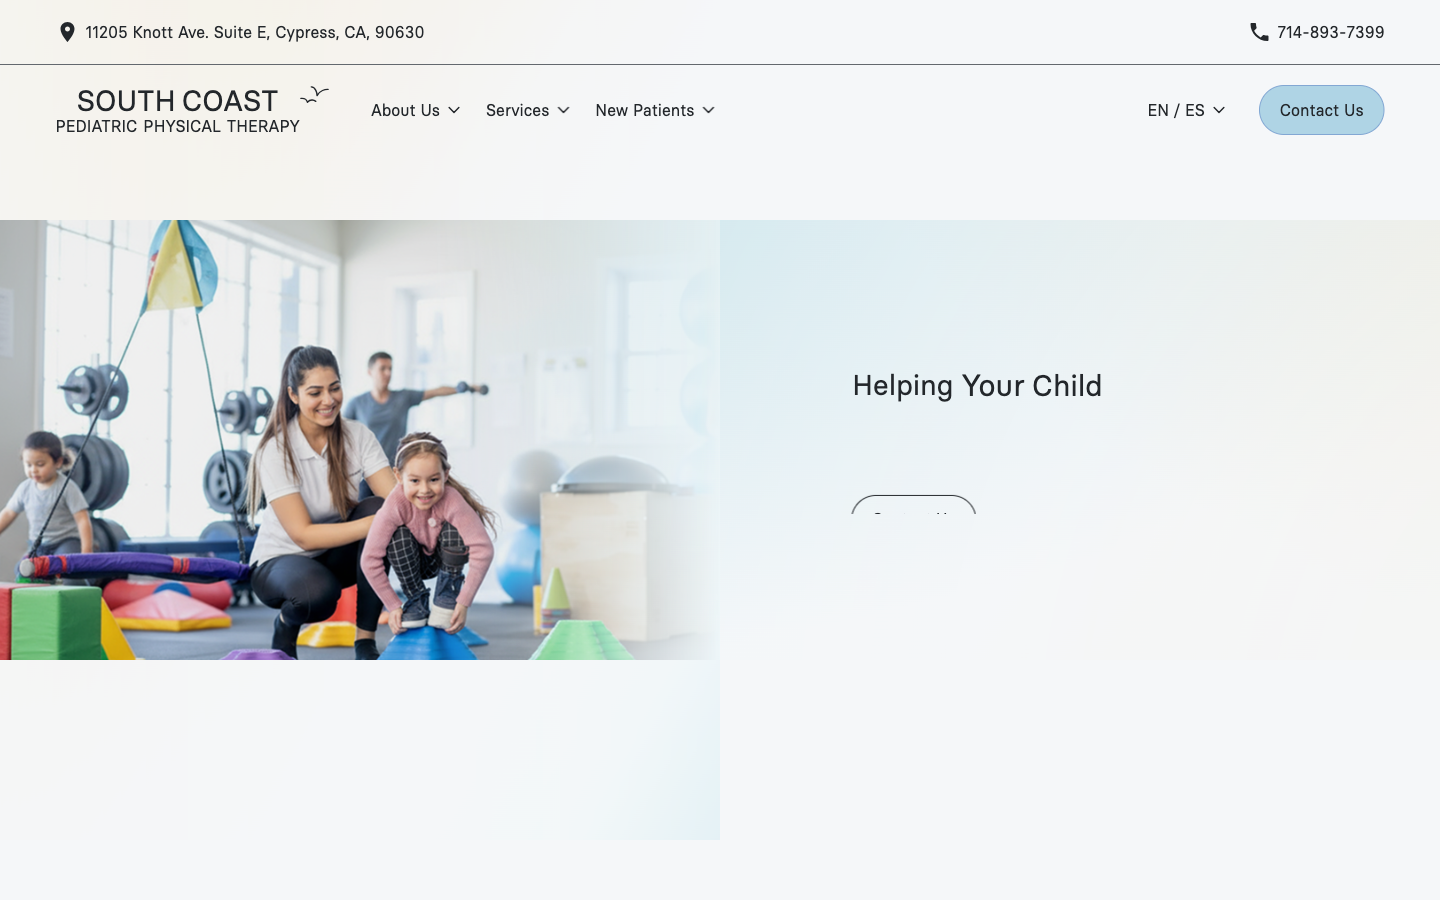 11205 Knott Ave. Suite E, Cypress, CA, 90630
714-893-7399
SOUTH COAST
PEDIATRIC PHYSICAL THERAPY
About Us
Services
New Patients
EN / ES
Contact Us
Helping Your Child